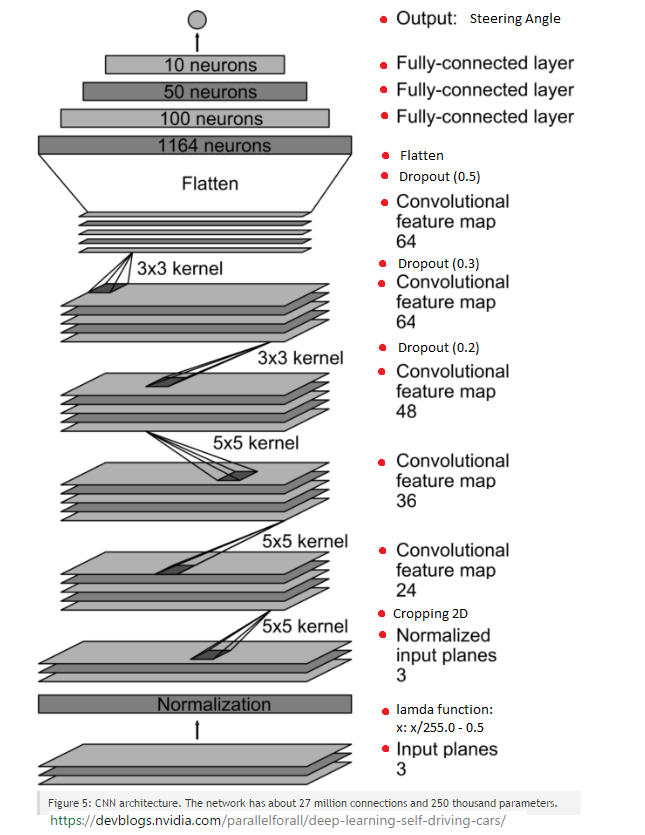 Output: Steering Angle
10 neurons
Fully-connected layer
50 neurons
Fully-connected layer
100 neurons
Fully-connected layer
1164 neurons
Flatten
Flatten
Dropout (0.5)
Convolutional
feature map
64
3x3 kernel
Dropout (0.3)
Convolutional
feature map
64
3x3 kernel
Dropout (0.2)
Convolutional
feature map
48
5x5 kernel
Convolutional
feature map
36
5x5 kernel
Convolutional
feature map
24
5x5 kernel
Cropping 2D
Normalized
input planes
3
Normalization
lamda function:
x: x/255.0 - 0.5
Input planes
3
Figure 5: CNN architecture. The network has about 27 million connections and 250 thousand parameters.
https://devblogs.nvidia.com/parallelforall/deep-learning-self-driving-cars/